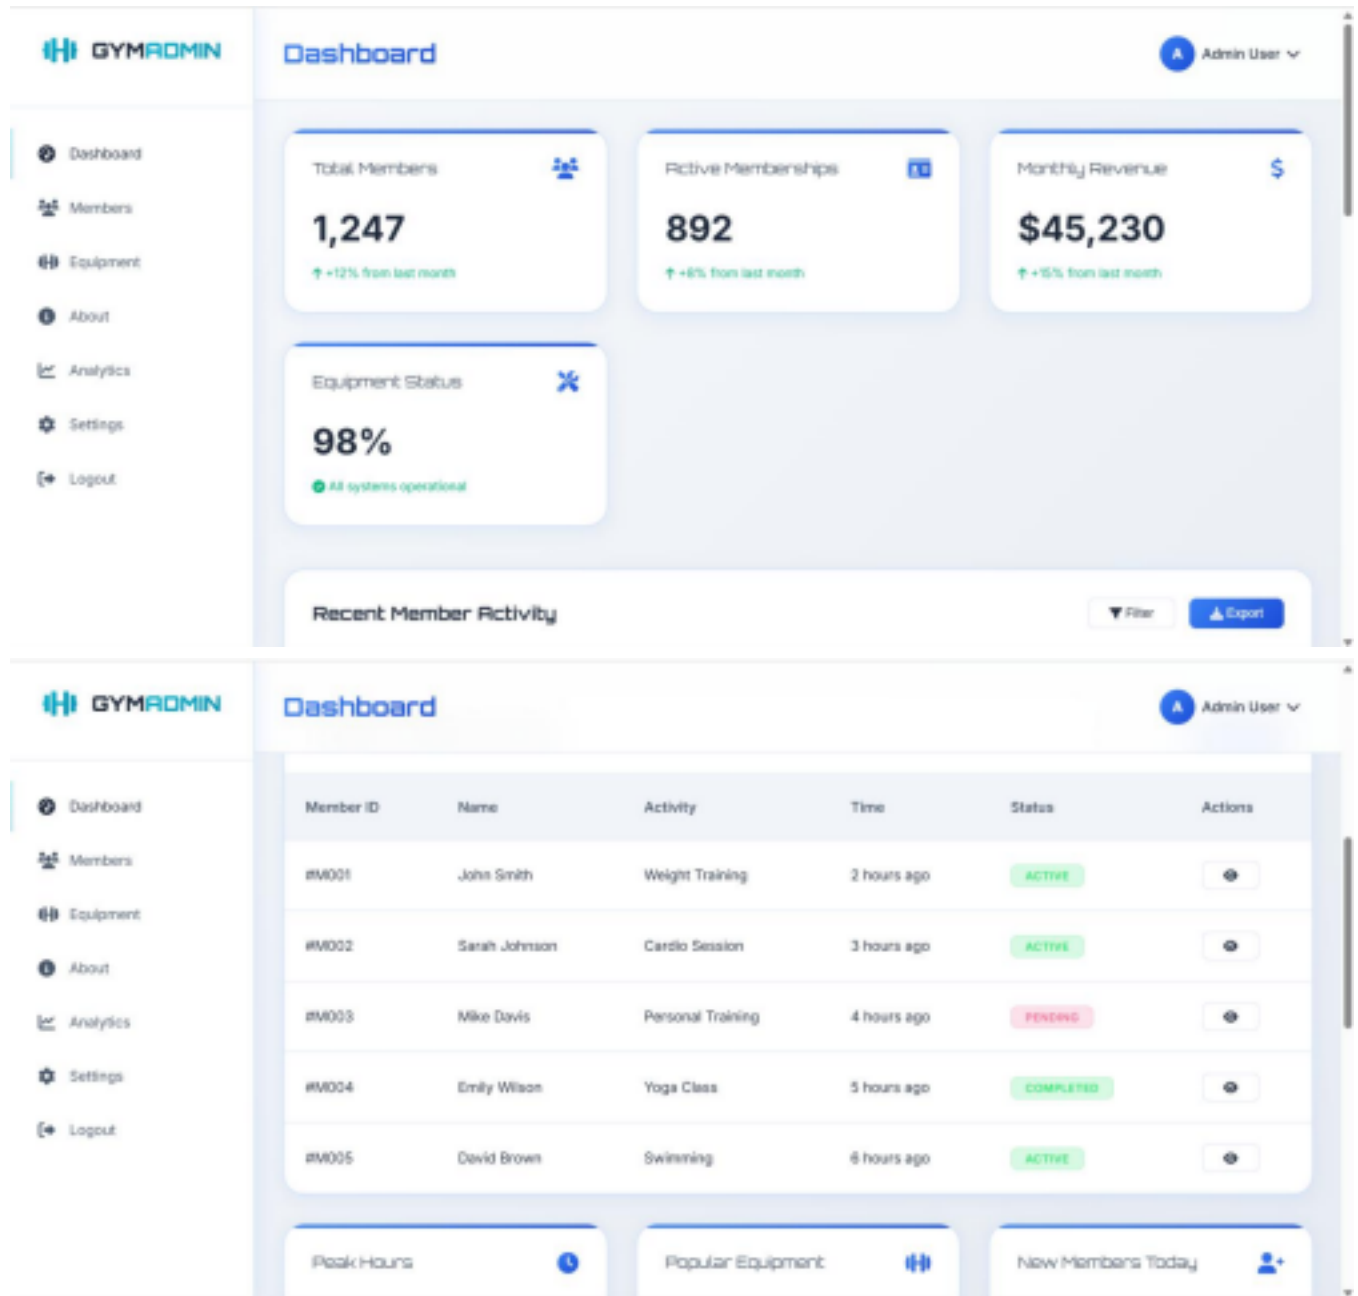 GYMADMIN
Dashboard
A Admin User
Dashboard
Members
Equipment
About
Analytics
Settings
Logout
Total Members
1,247
+12% from last month
Active Memberships
892
+8% from last month
Monthly Revenue
$45,230
+15% from last month
Equipment Status
98%
All systems operational
Recent Member Activity
Filter
Export
GYMADMIN
Dashboard
A Admin User
Dashboard
Members
Equipment
About
Analytics
Settings
Logout
Member ID Name Activity Time Status Actions
#M001 John Smith Weight Training 2 hours ago ACTIVE
#M002 Sarah Johnson Cardio Session 3 hours ago ACTIVE
#M003 Mike Davis Personal Training 4 hours ago PENDING
#M004 Emily Wilson Yoga Class 5 hours ago COMPLETED
#M005 David Brown Swimming 6 hours ago ACTIVE
Peak Hours
Popular Equipment
New Members Today